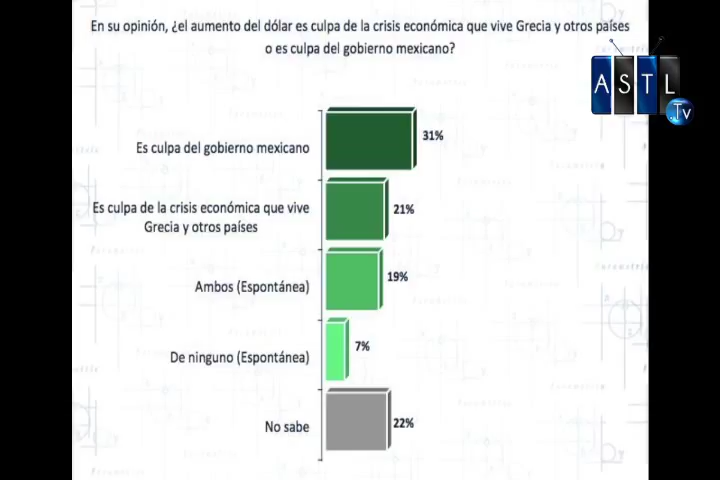 En su opinión, ¿el aumento del dólar es culpa de la crisis económica que vive Grecia y otros países
o es culpa del gobierno mexicano?
ASTL
.Tv
Es culpa del gobierno mexicano
31%
Es culpa de la crisis económica que vive
Grecia y otros países
21%
Ambos (Espontánea)
19%
De ninguno (Espontánea)
7%
No sabe
22%